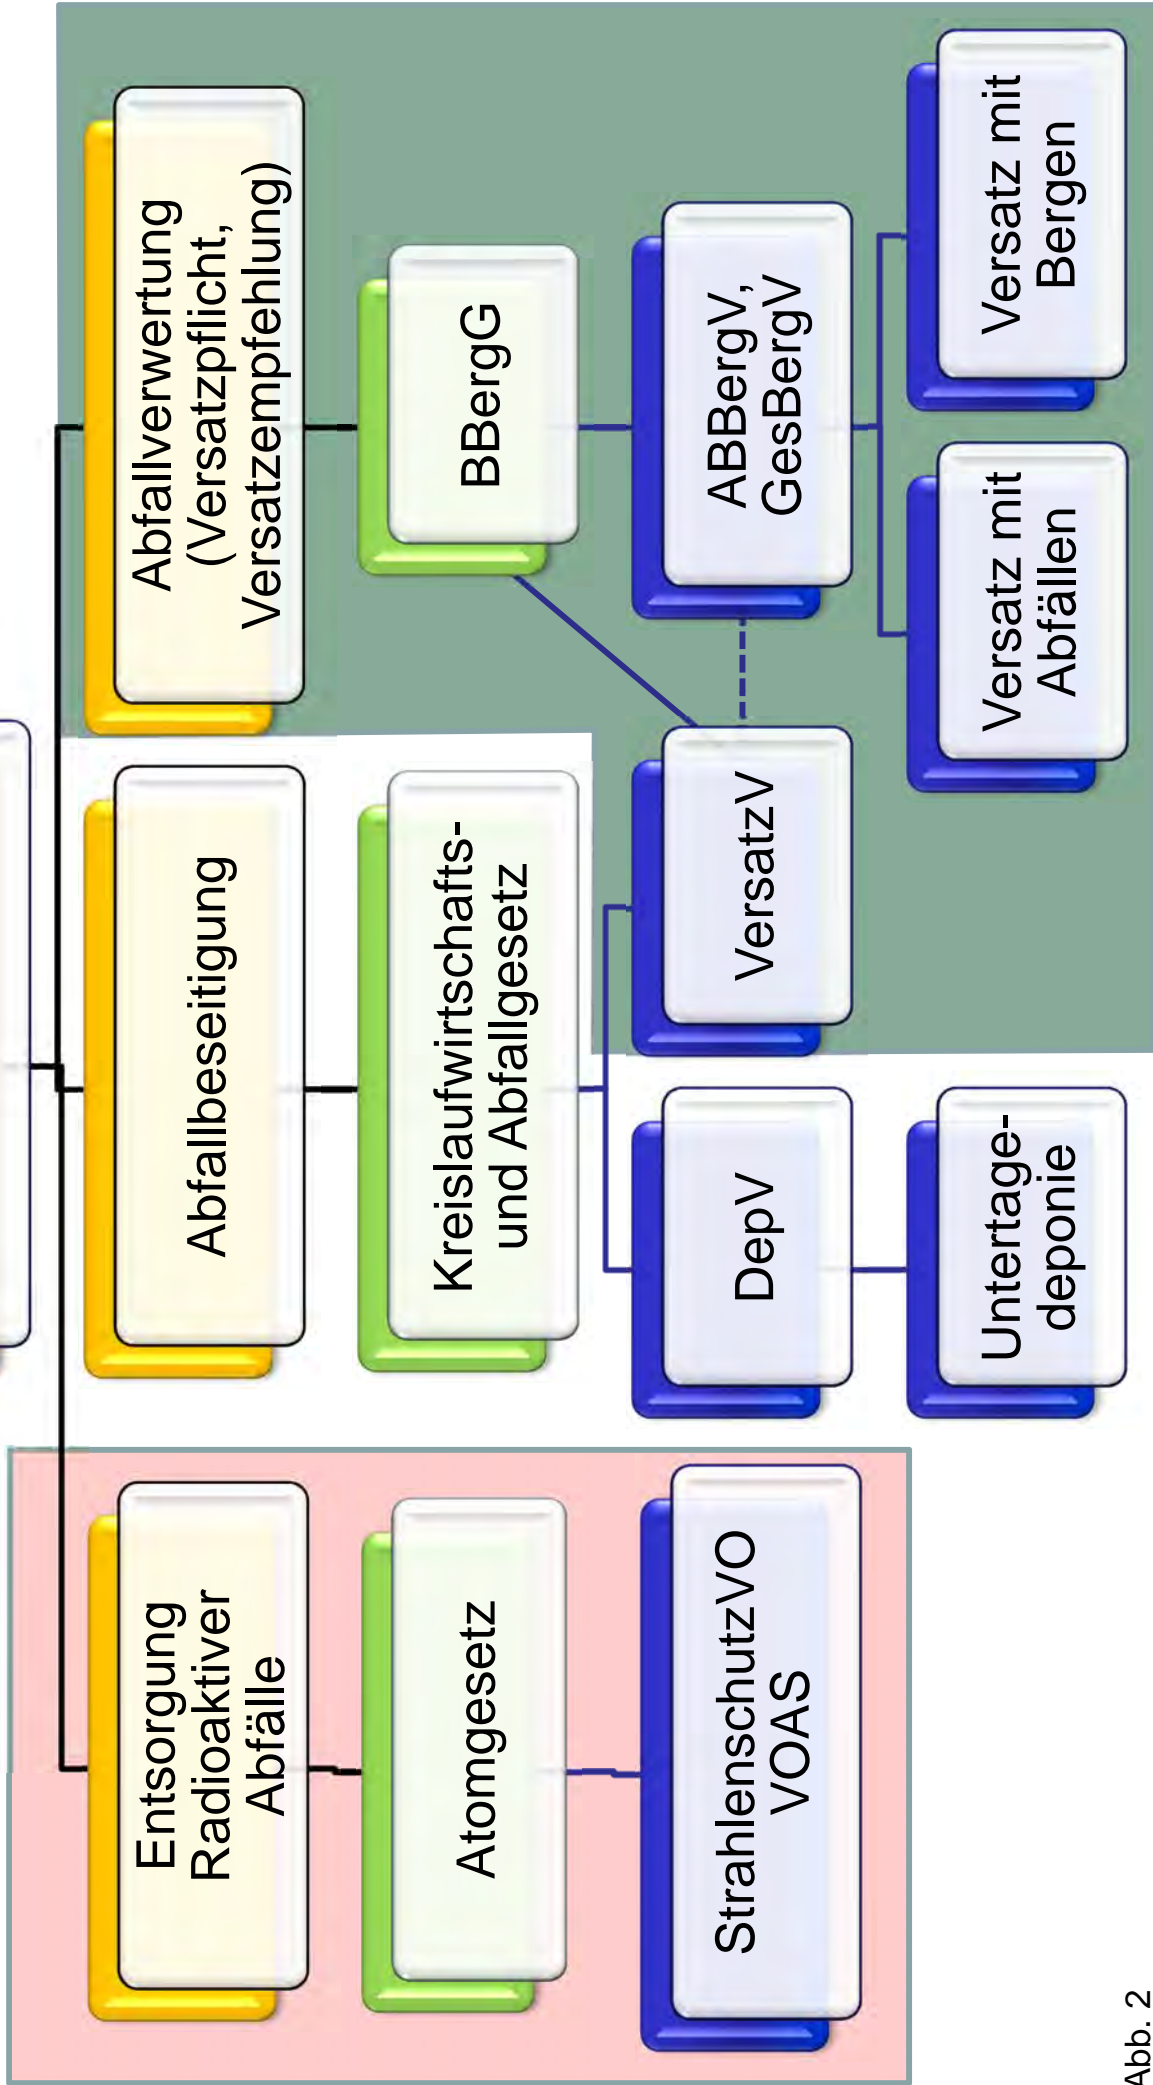 Entsorgung
Radioaktiver
Abfälle
Abfallbeseitigung
Abfallverwertung
(Versatzpflicht,
Versatzempfehlung)
Atomgesetz
Kreislaufwirtschafts-
und Abfallgesetz
BBergG
StrahlenschutzVO
VOAS
DepV
VersatzV
ABBergV,
GesBergV
Untertage-
deponie
Versatz mit
Abfällen
Versatz mit
Bergen
Abb. 2